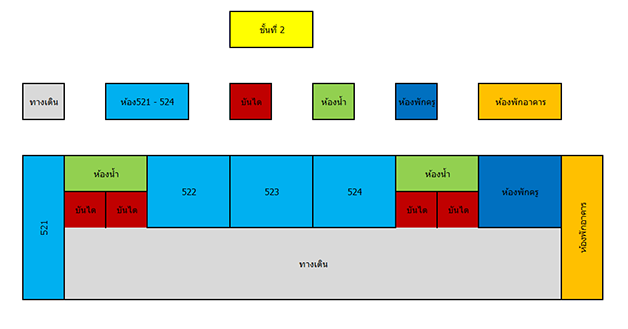 ชั้นที่ 2
ทางเดิน
ห้อง521 - 524
บันได
ห้องน้ำ
ห้องพักครู
ห้องพักอาคาร
521
ห้องน้ำ
บันได
บันได
522
523
524
ห้องน้ำ
บันได
บันได
ห้องพักครู
ห้องพักอาคาร
ทางเดิน